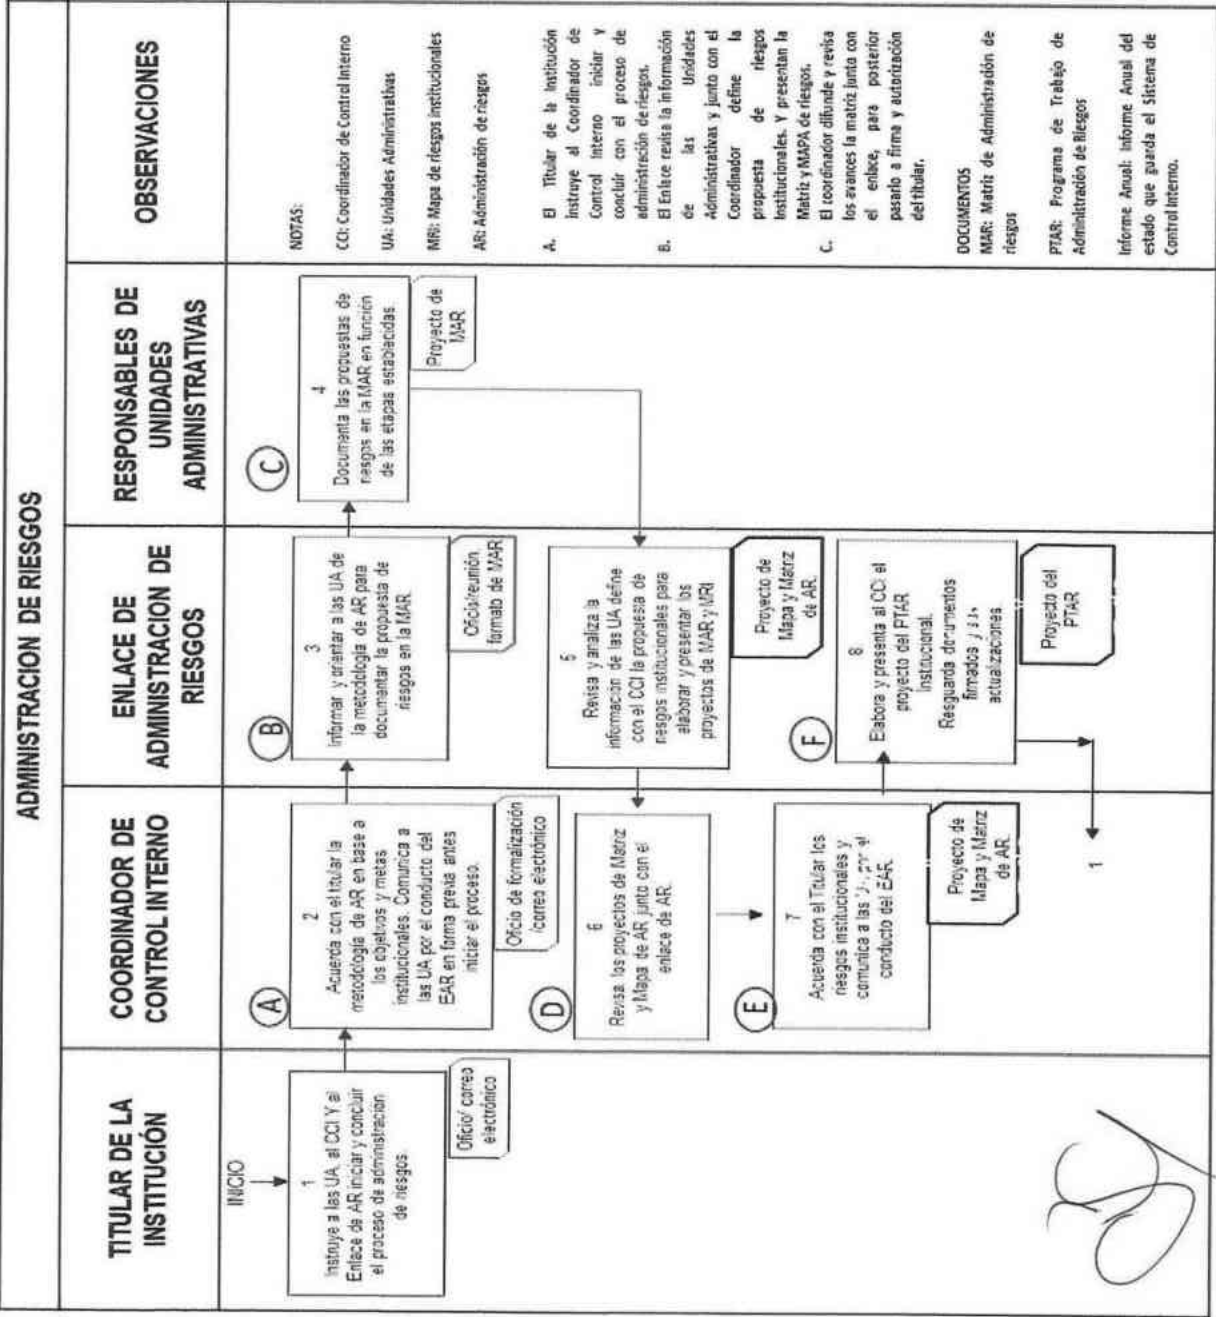 ADMINISTRACION DE RIESGOS
TITULAR DE LA
INSTITUCIÓN
COORDINADOR DE
CONTROL INTERNO
ENLACE DE
ADMINISTRACION DE
RIESGOS
RESPONSABLES DE
UNIDADES
ADMINISTRATIVAS
OBSERVACIONES
INICIO
1
Instruye a las UA, al CCI Y al
Enlace de AR iniciar y concluir
el proceso de administración
de riesgos.
Oficio/ correo
electrónico
A
2
Acuerda con el titular la
metodología de AR en base a
los objetivos y metas
institucionales. Comunica a
las UA por el conducto del
EAR en forma previa antes
iniciar el proceso.
Oficio de formalización
/correo electrónico
B
3
Informar y orientar a las UA de
la metodología de AR para
documentar la propuesta de
riesgos en la MAR.
Oficio/reunión,
formato de MAR
C
4
Documenta las propuestas de
riesgos en la MAR en función
de las etapas establecidas.
Proyecto de
MAR
5
Revisa y analiza la
información de las UA define
con el CCI la propuesta de
riesgos institucionales para
elaborar y presentar los
proyectos de MAR y MRI
Proyecto de
Mapa y Matriz
de AR.
D
6
Revisa los proyectos de Matriz
y Mapa de AR, junto con el
enlace de AR.
E
7
Acuerda con el Titular los
riesgos institucionales y
comunica a las por el
conducto del EAR.
Proyecto de
Mapa y Matriz
de AR.
F
8
Elabora y presenta al CCI el
proyecto del PTAR
Institucional.
Resguarda documentos
firmados y sus
actualizaciones
Proyecto del
PTAR
1
NOTAS:
CCI: Coordinador de Control Interno
UA: Unidades Administrativas
MRI: Mapa de riesgos institucionales
AR: Administración de riesgos
A. El Titular de la Institución
instruye al Coordinador de
Control Interno iniciar y
concluir con el proceso de
administración de riesgos.
B. El Enlace revisa la información
de las Unidades
Administrativas y junto con el
Coordinador define la
propuesta de riesgos
Institucionales. Y presentan la
Matriz y MAPA de riesgos.
C. El coordinador difunde y revisa
los avances la matriz junto con
el enlace, para posterior
pasarlo a firma y autorización
del titular.
DOCUMENTOS
MAR: Matriz de Administración de
riesgos
PTAR: Programa de Trabajo de
Administración de Riesgos
Informe Anual: Informe Anual del
estado que guarda el Sistema de
Control Interno.